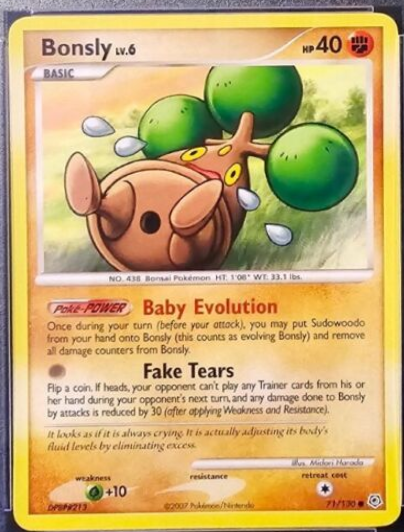 Bonsly LV.6 HP 40
BASIC
NO. 438 Bonsai Pokémon HT: 1'08" WT: 33.1 lbs.
Poké-POWER Baby Evolution
Once during your turn (before your attack), you may put Sudowoodo
from your hand onto Bonsly (this counts as evolving Bonsly) and remove
all damage counters from Bonsly.
Fake Tears
Flip a coin. If heads, your opponent can't play any Trainer cards from his or
her hand during your opponent's next turn, and any damage done to Bonsly
by attacks is reduced by 30 (after applying Weakness and Resistance).
It looks as if it is always crying. It is actually adjusting its body's
fluid levels by eliminating excess.
Illus. Midori Harada
weakness resistance retreat cost
+10
DPBP#213 ©2007 Pokémon/Nintendo 71/130